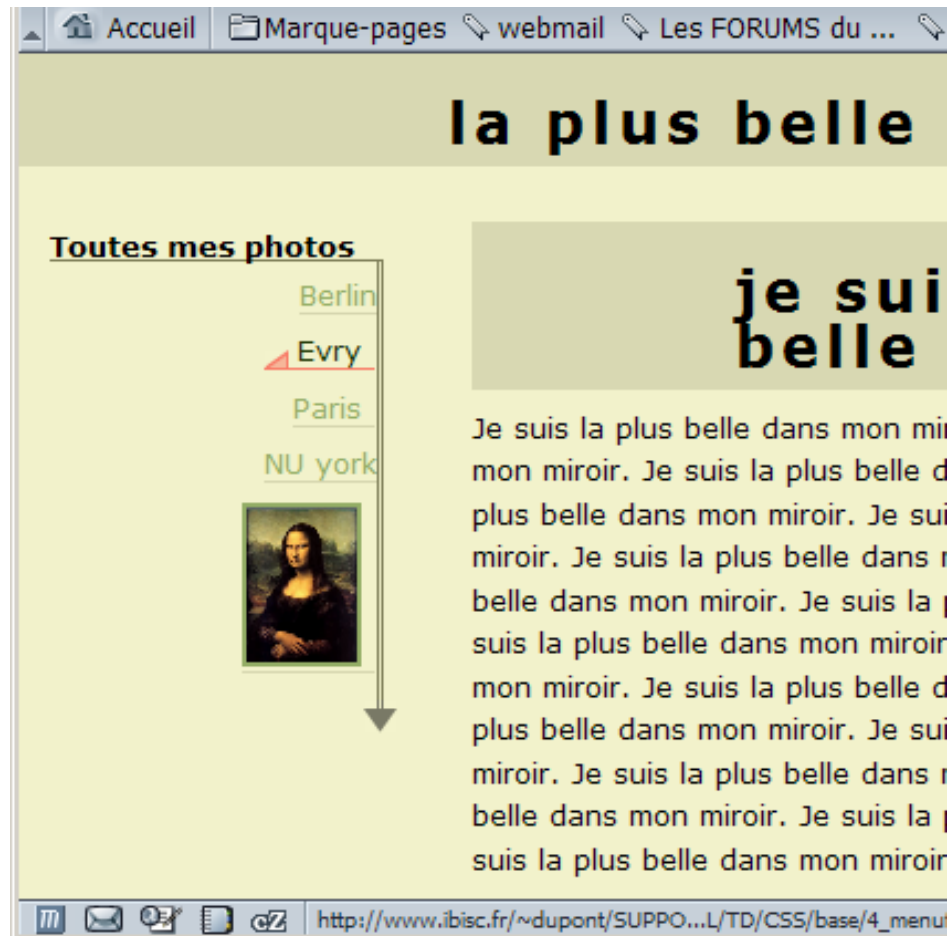 Accueil Marque-pages webmail Les FORUMS du ...
la plus belle
Toutes mes photos
Berlin
Evry
Paris
NU york
je sui
belle
Je suis la plus belle dans mon mir
mon miroir. Je suis la plus belle d
plus belle dans mon miroir. Je sui
miroir. Je suis la plus belle dans m
belle dans mon miroir. Je suis la p
suis la plus belle dans mon miroir
mon miroir. Je suis la plus belle d
plus belle dans mon miroir. Je sui
miroir. Je suis la plus belle dans m
belle dans mon miroir. Je suis la p
suis la plus belle dans mon miroir
m cZ http://www.ibisc.fr/~dupont/SUPPO...L/TD/CSS/base/4_menu